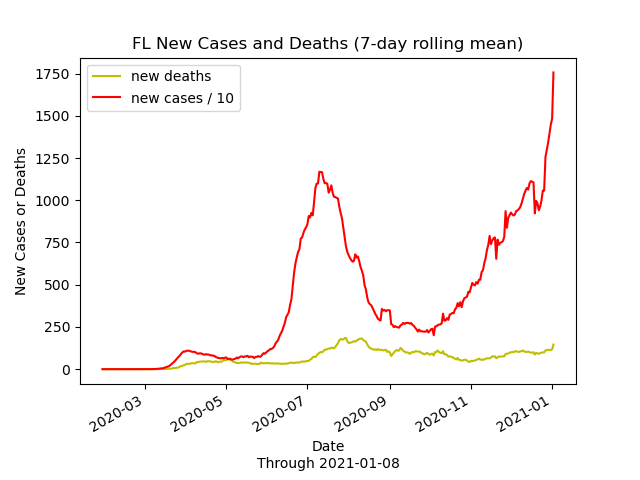 FL New Cases and Deaths (7-day rolling mean)
new deaths
new cases / 10
New Cases or Deaths
1750
1500
1250
1000
750
500
250
0
2020-03
2020-05
2020-07
2020-09
2020-11
2021-01
Date
Through 2021-01-08